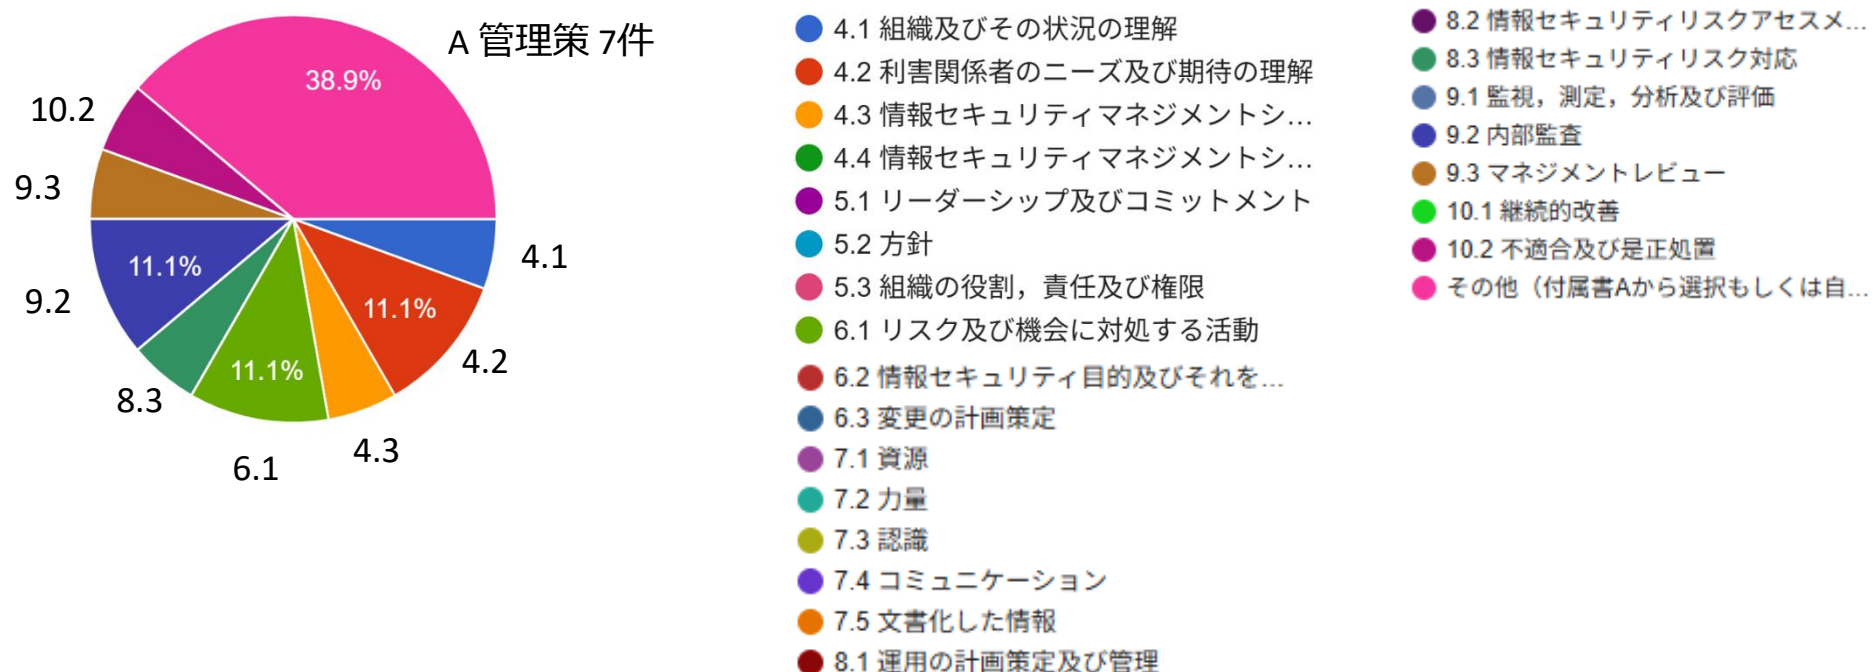 A 管理策 7件
38.9%
10.2
9.3
11.1%
9.2
8.3
11.1%
6.1
4.3
11.1%
4.2
4.1
4.1 組織及びその状況の理解
4.2 利害関係者のニーズ及び期待の理解
4.3 情報セキュリティマネジメントシ...
4.4 情報セキュリティマネジメントシ...
5.1 リーダーシップ及びコミットメント
5.2 方針
5.3 組織の役割，責任及び権限
6.1 リスク及び機会に対処する活動
6.2 情報セキュリティ目的及びそれを...
6.3 変更の計画策定
7.1 資源
7.2 力量
7.3 認識
7.4 コミュニケーション
7.5 文書化した情報
8.1 運用の計画策定及び管理
8.2 情報セキュリティリスクアセスメ...
8.3 情報セキュリティリスク対応
9.1 監視，測定，分析及び評価
9.2 内部監査
9.3 マネジメントレビュー
10.1 継続的改善
10.2 不適合及び是正処置
その他（付属書Aから選択もしくは自...